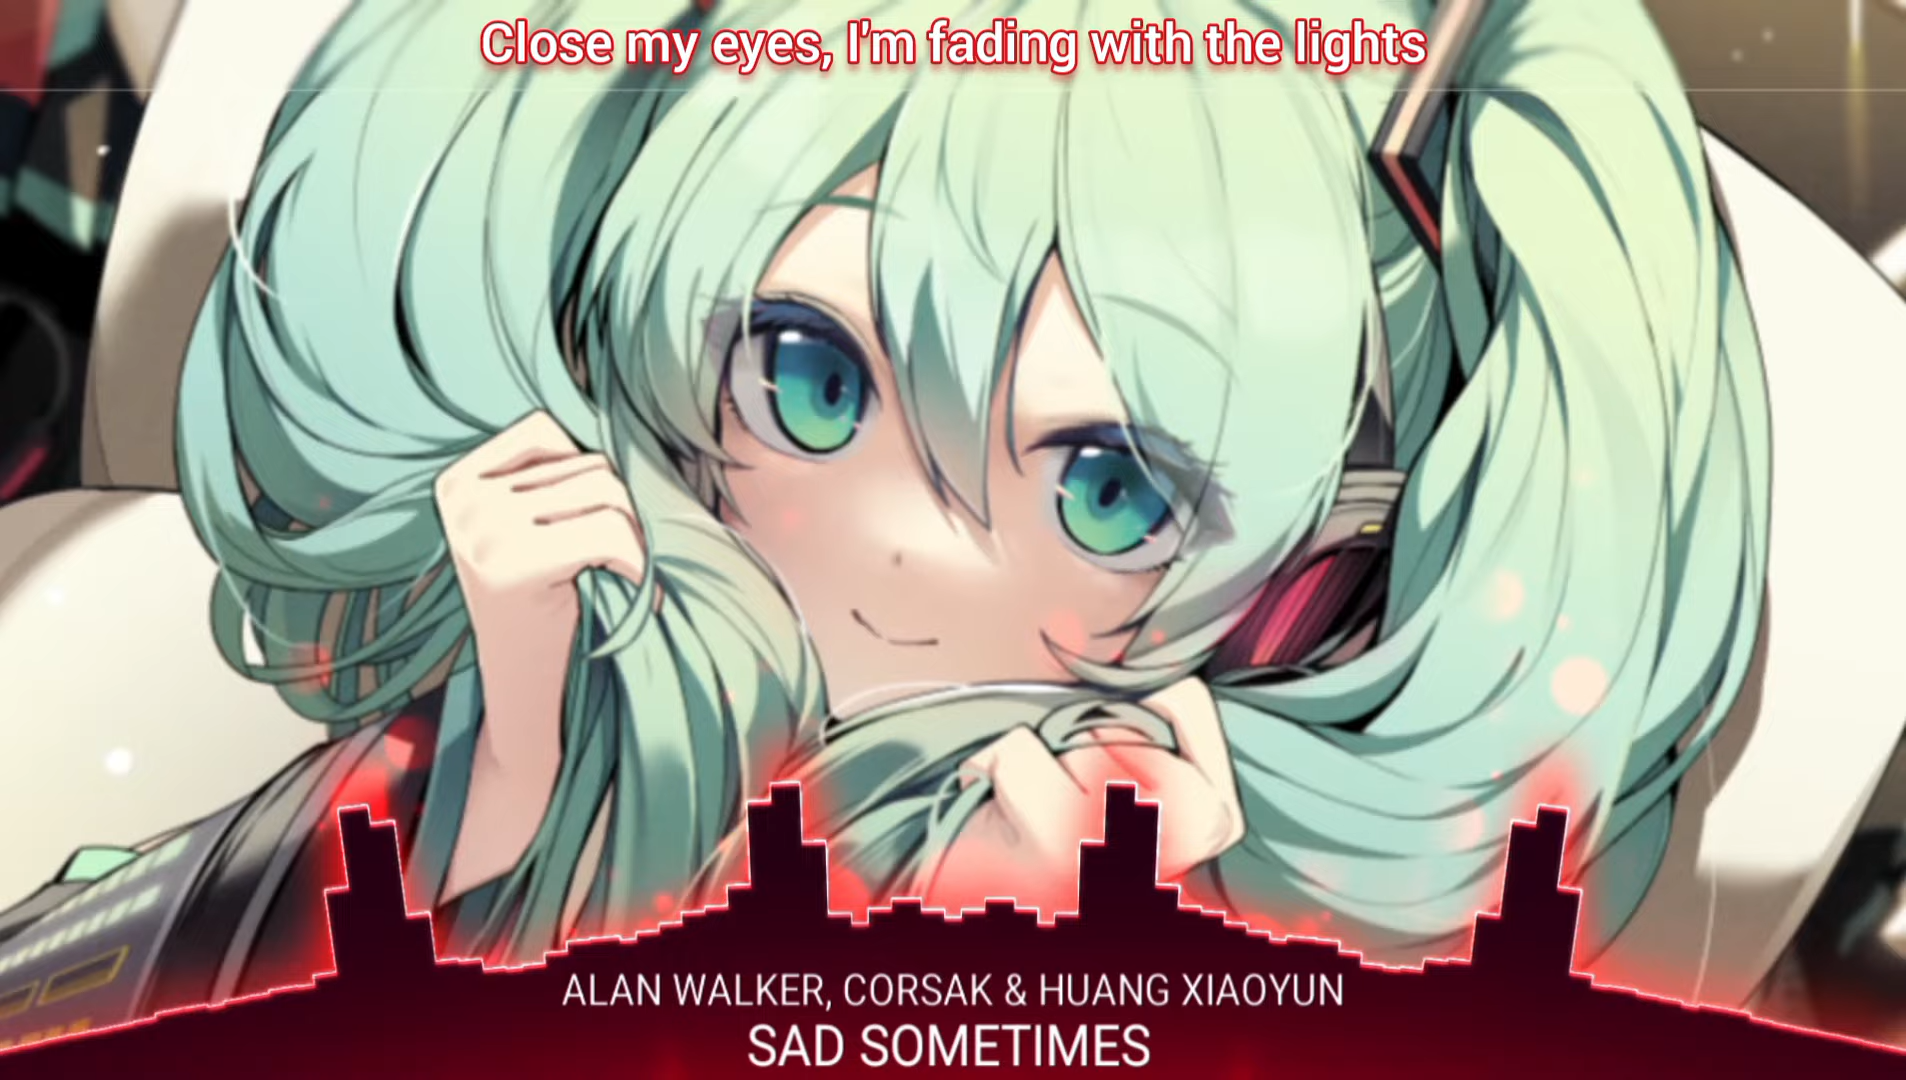 Close my eyes, I'm fading with the lights
ALAN WALKER, CORSAK & HUANG XIAOYUN
SAD SOMETIMES